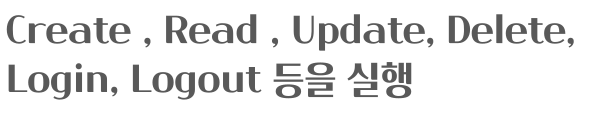 Create , Read , Update, Delete,
Login, Logout 등을 실행